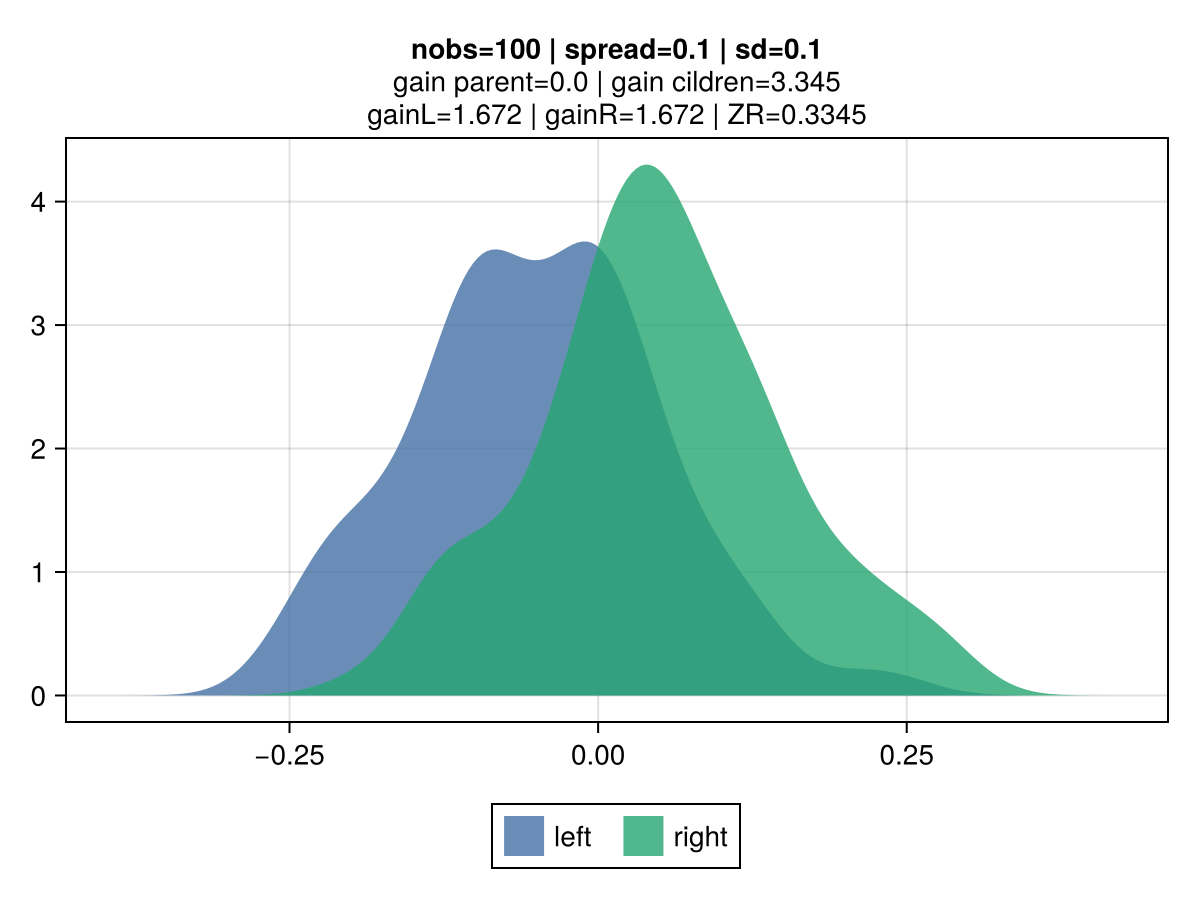 nobs=100 | spread=0.1 | sd=0.1
gain parent=0.0 | gain cildren=3.345
gainL=1.672 | gainR=1.672 | ZR=0.3345
4
3
2
1
0
−0.25 0.00 0.25
left right